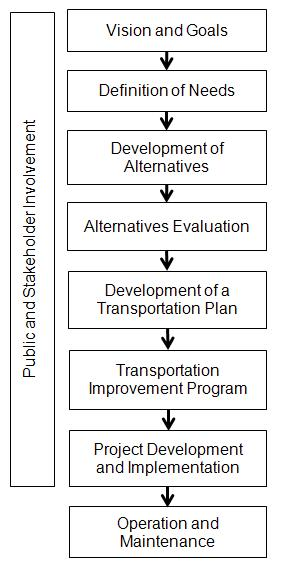 Public and Stakeholder Involvement
Vision and Goals
Definition of Needs
Development of
Alternatives
Alternatives Evaluation
Development of a
Transportation Plan
Transportation
Improvement Program
Project Development
and Implementation
Operation and
Maintenance